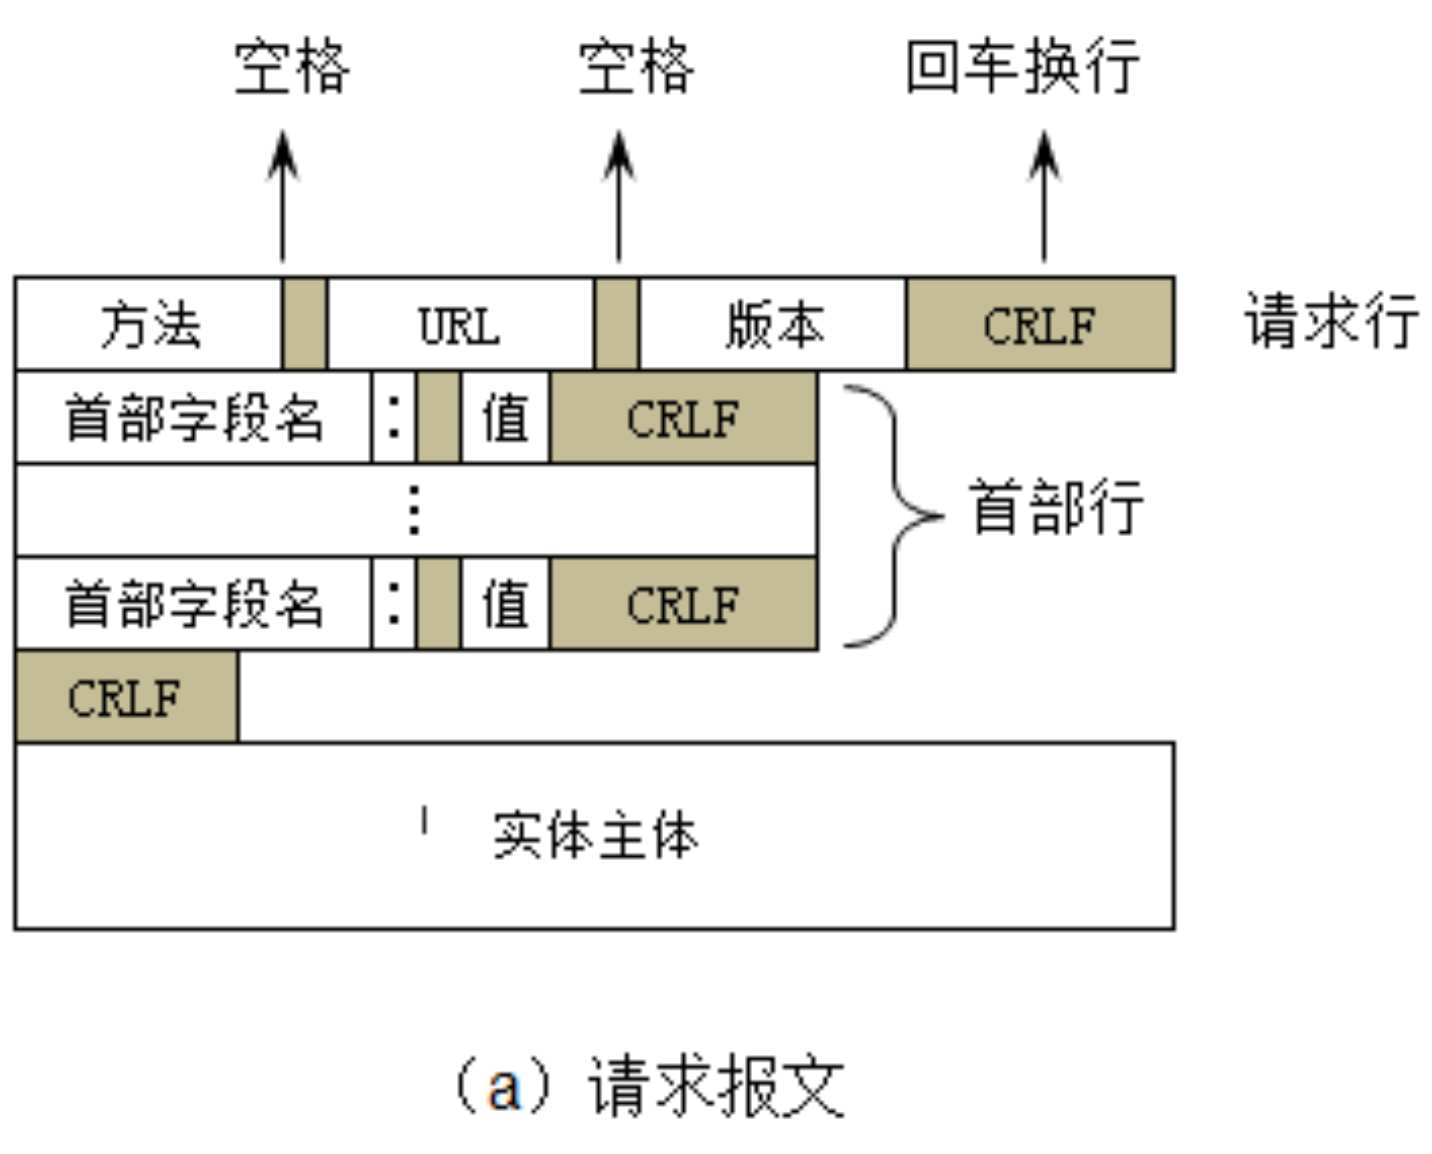 空格 空格 回车换行
方法 URL 版本 CRLF 请求行
首部字段名 : 值 CRLF
⋮ 首部行
首部字段名 : 值 CRLF
CRLF
实体主体
（a）请求报文